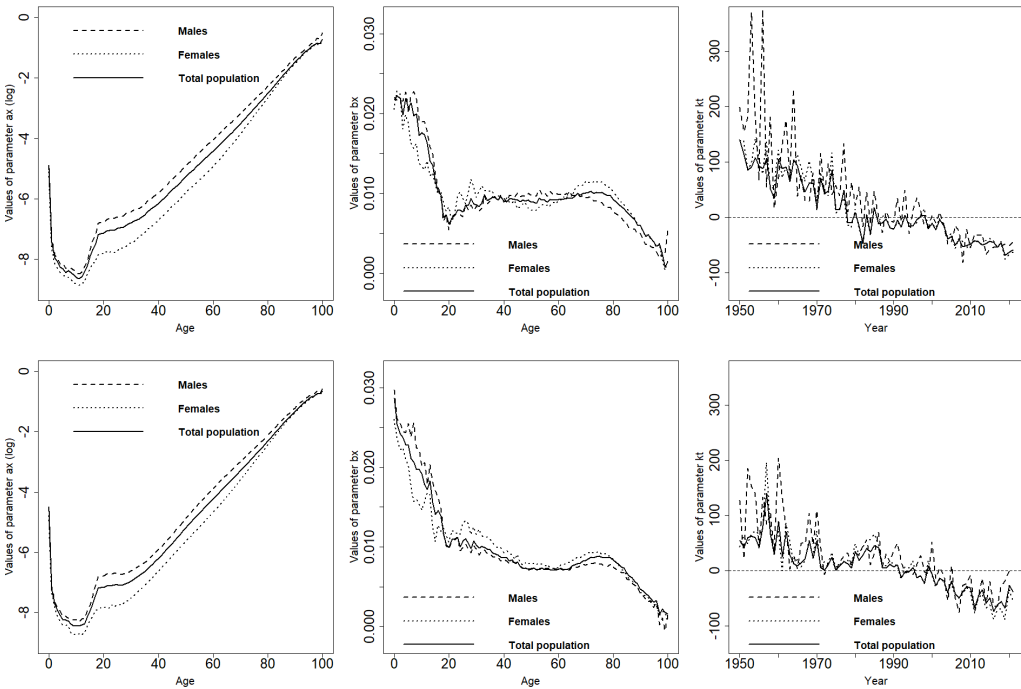 Values of parameter ax (log)
0
-2
-4
-6
-8
Males
Females
Total population
0 20 40 60 80 100
Age
Values of parameter bx
0.030
0.020
0.010
0.000
Males
Females
Total population
0 20 40 60 80 100
Age
Values of parameter kt
300
200
100
0
-100
Males
Females
Total population
1950 1970 1990 2010
Year
Values of parameter ax (log)
0
-2
-4
-6
-8
Males
Females
Total population
0 20 40 60 80 100
Age
Values of parameter bx
0.030
0.020
0.010
0.000
Males
Females
Total population
0 20 40 60 80 100
Age
Values of parameter kt
300
200
100
0
-100
Males
Females
Total population
1950 1970 1990 2010
Year